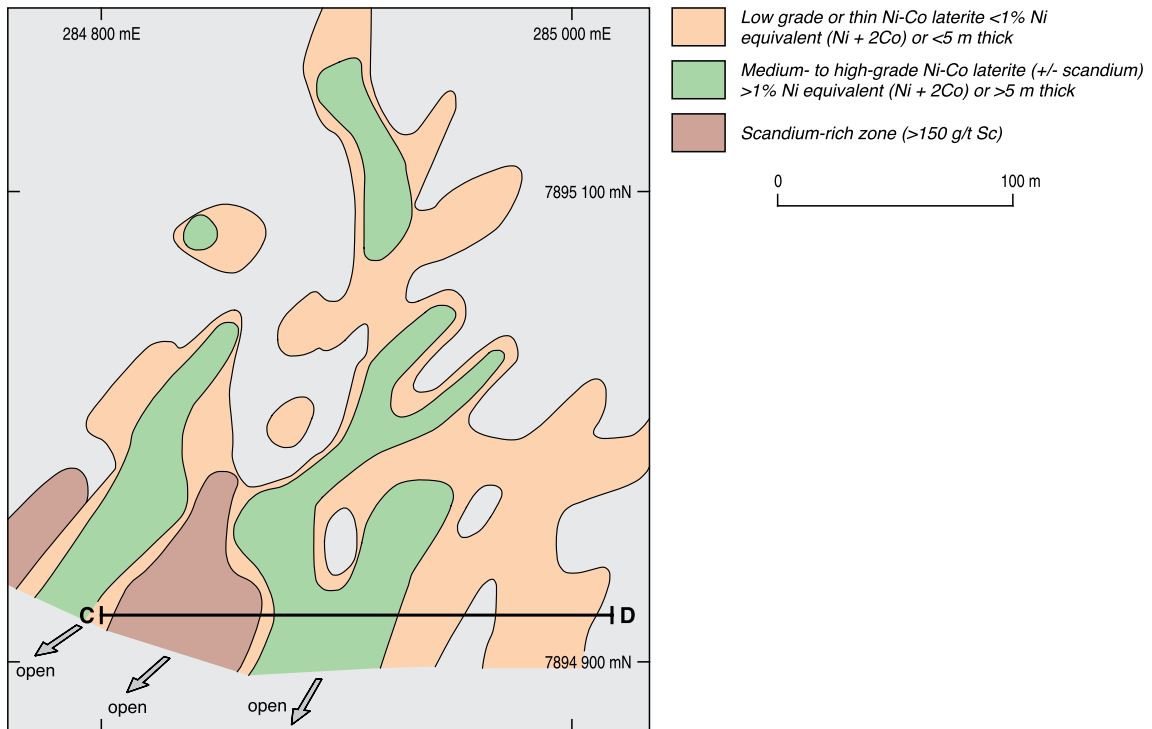 284 800 mE
285 000 mE
Low grade or thin Ni-Co laterite <1% Ni
equivalent (Ni + 2Co) or <5 m thick
Medium- to high-grade Ni-Co laterite (+/- scandium)
>1% Ni equivalent (Ni + 2Co) or >5 m thick
Scandium-rich zone (>150 g/t Sc)
0
100 m
7895 100 mN
C
D
7894 900 mN
open
open
open